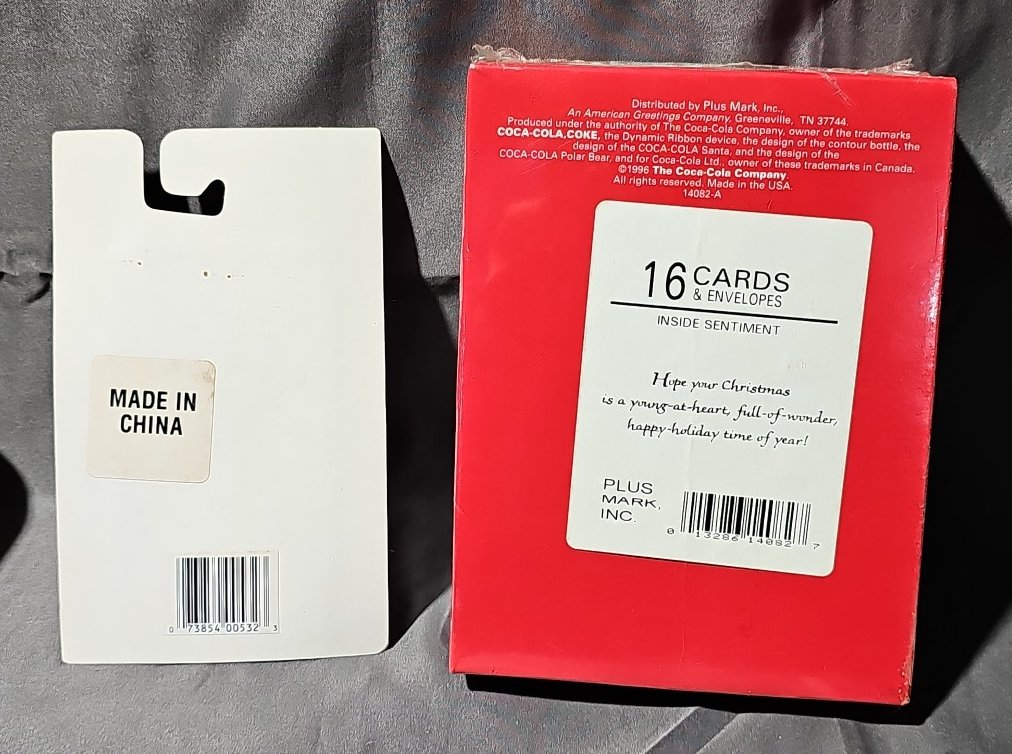 MADE IN
CHINA
0 73854 00532 3
Distributed by Plus Mark, Inc.,
An American Greetings Company, Greeneville, TN 37744.
Produced under the authority of The Coca-Cola Company, owner of the trademarks
COCA-COLA,COKE, the Dynamic Ribbon device, the design of the contour bottle, the
design of the COCA-COLA Santa, and the design of the
COCA-COLA Polar Bear, and for Coca-Cola Ltd., owner of these trademarks in Canada.
©1996 The Coca-Cola Company.
All rights reserved. Made in the USA.
14082-A
16 CARDS
& ENVELOPES
INSIDE SENTIMENT
Hope your Christmas
is a young-at-heart, full-of-wonder,
happy-holiday time of year!
PLUS
MARK,
INC.
0 13286 14082 7